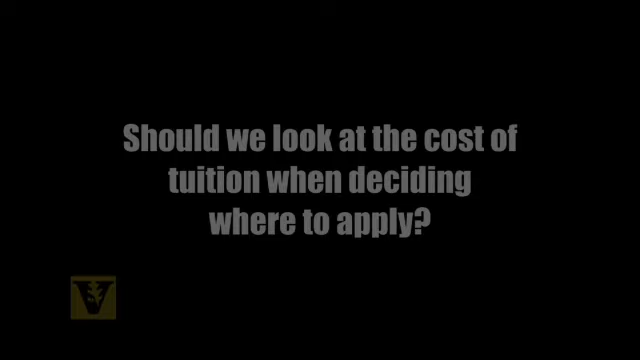 Should we look at the cost of
tuition when deciding
where to apply?
V